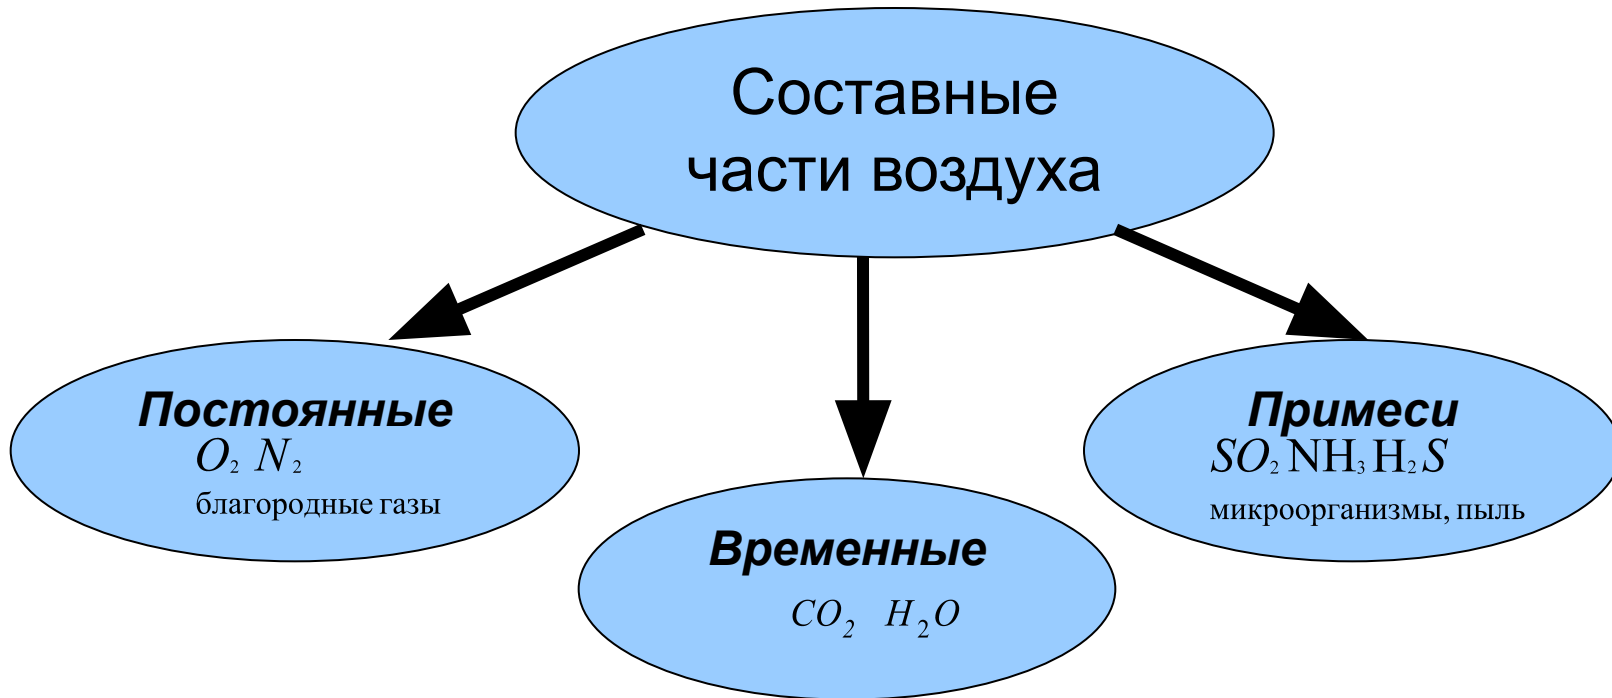 Составные
части воздуха
Постоянные
O₂ N₂
благородные газы
Временные
CO₂ H₂O
Примеси
SO₂ NH₃ H₂S
микроорганизмы, пыль